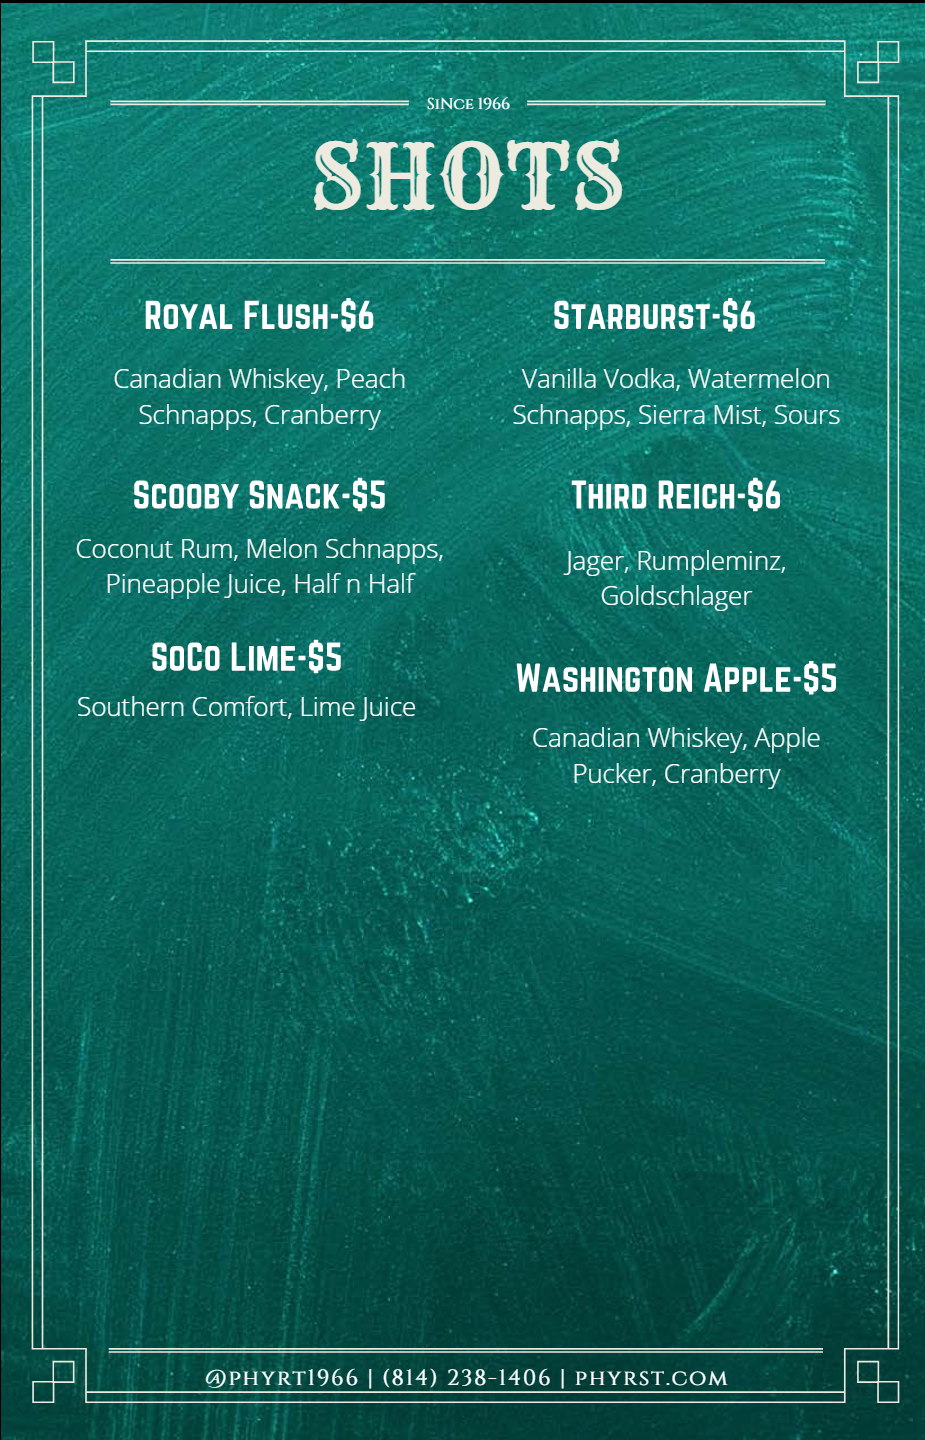 SINCE 1966
SHOTS
ROYAL FLUSH-$6
Canadian Whiskey, Peach
Schnapps, Cranberry
SCOOBY SNACK-$5
Coconut Rum, Melon Schnapps,
Pineapple Juice, Half n Half
SOCO LIME-$5
Southern Comfort, Lime Juice
STARBURST-$6
Vanilla Vodka, Watermelon
Schnapps, Sierra Mist, Sours
THIRD REICH-$6
Jager, Rumpleminz,
Goldschlager
WASHINGTON APPLE-$5
Canadian Whiskey, Apple
Pucker, Cranberry
@PHYRT1966 | (814) 238-1406 | PHYRST.COM